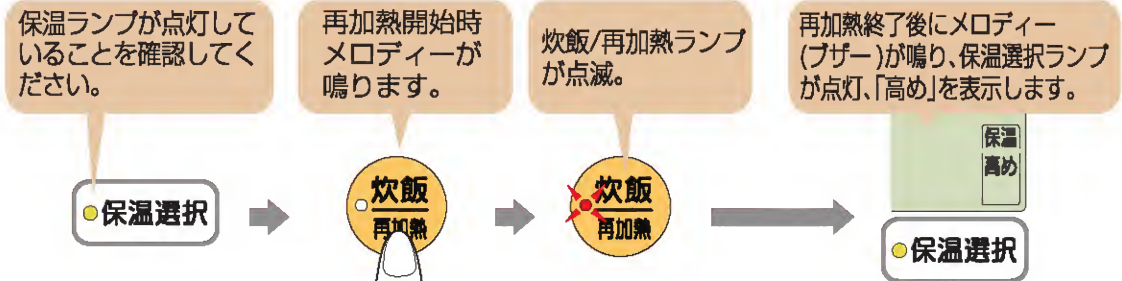 保温ランプが点灯して
いることを確認してく
ださい。
再加熱開始時
メロディーが
鳴ります。
炊飯/再加熱ランプ
が点滅。
再加熱終了後にメロディー
(ブザー)が鳴り、保温選択ランプ
が点灯、「高め」を表示します。
保温選択
炊飯
再加熱
炊飯
再加熱
保温
高め
保温選択